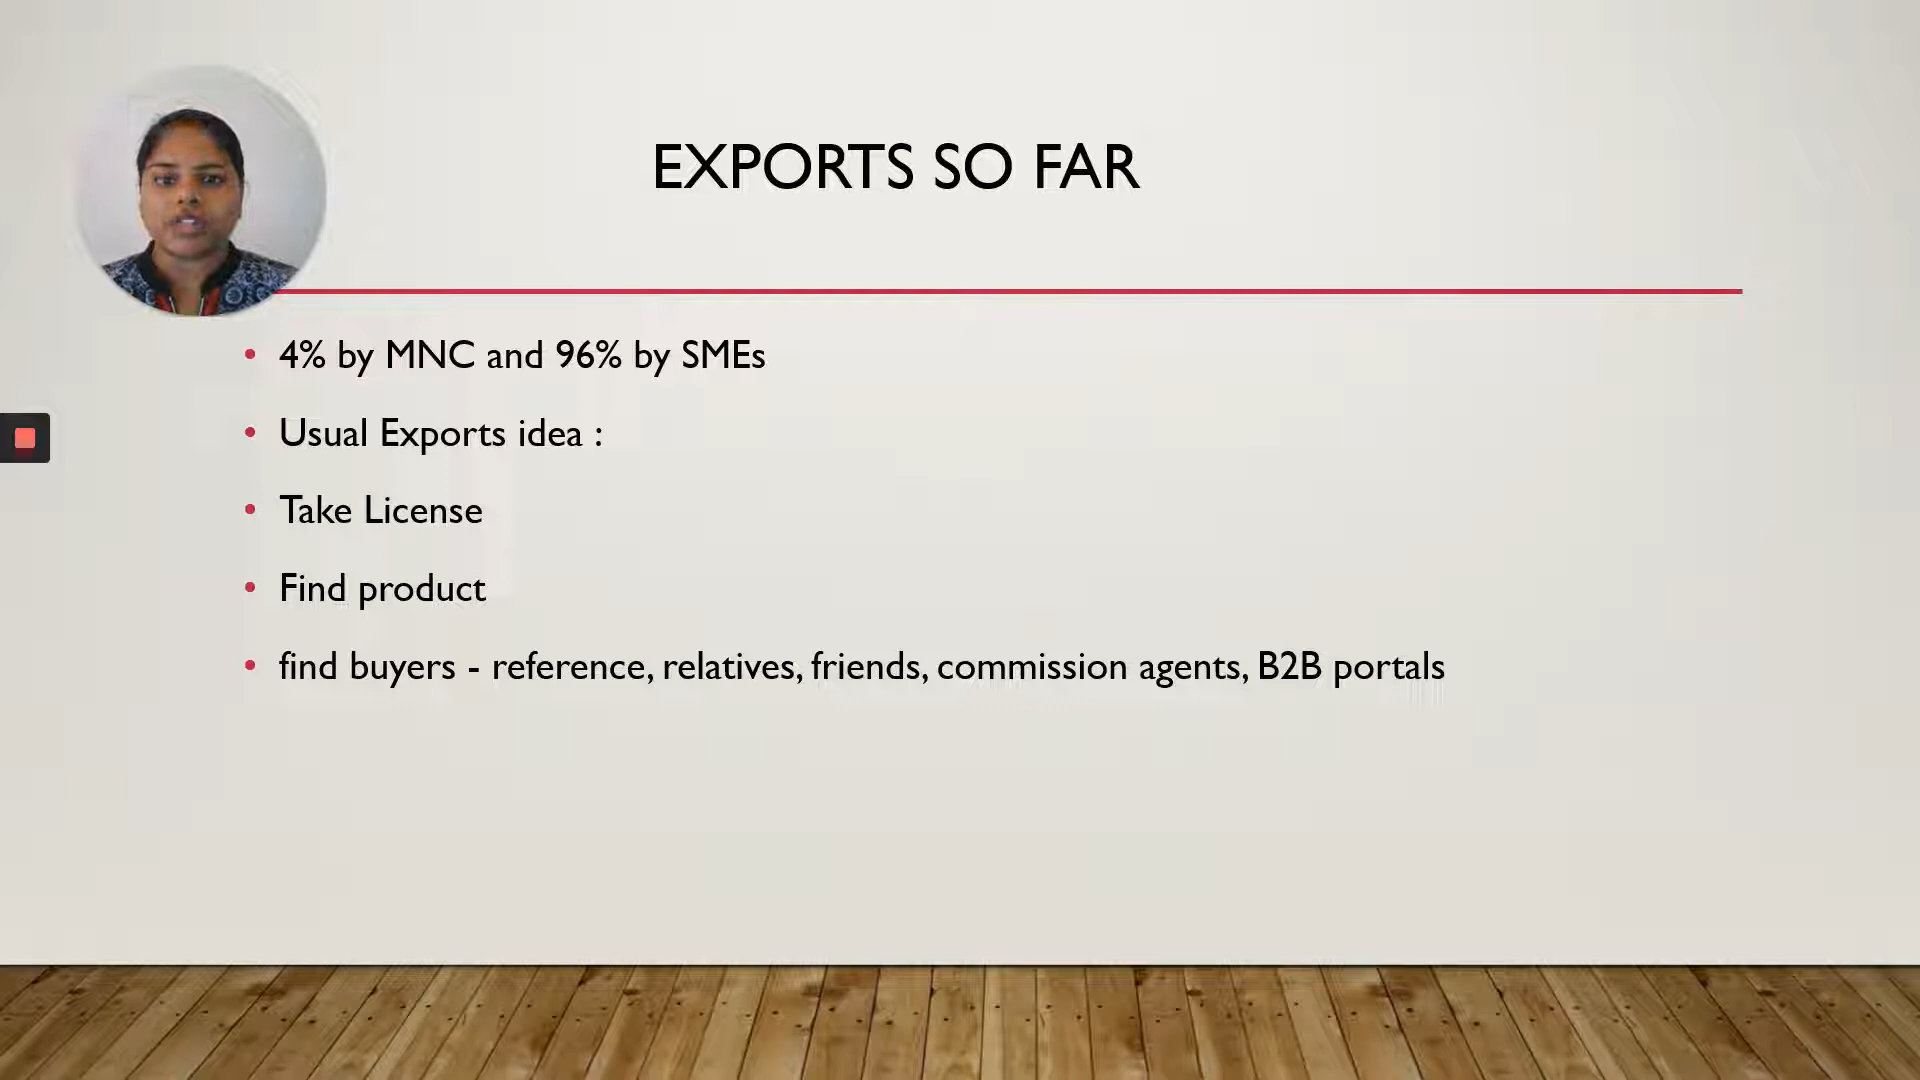 EXPORTS SO FAR
4% by MNC and 96% by SMEs
Usual Exports idea :
Take License
Find product
find buyers - reference, relatives, friends, commission agents, B2B portals